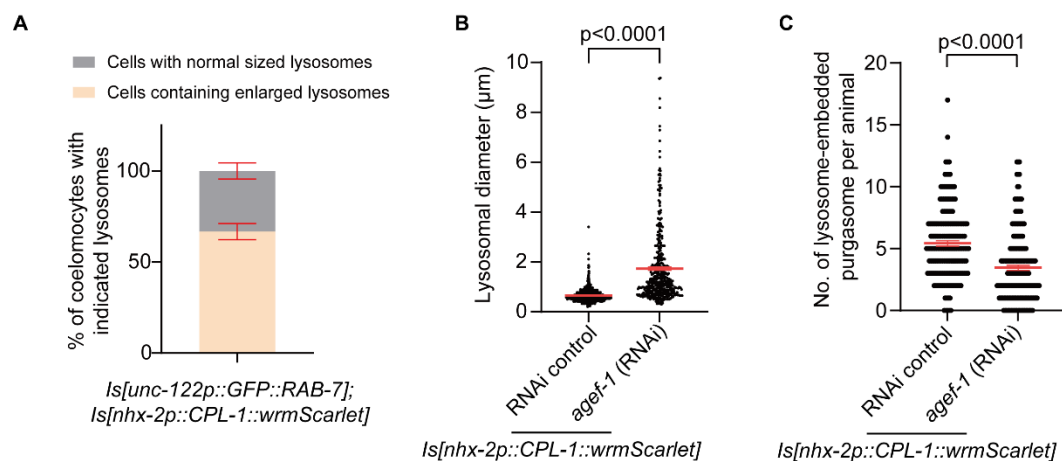 A
Cells with normal sized lysosomes
Cells containing enlarged lysosomes
% of coelomocytes with
indicated lysosomes
100
50
0
Is[unc-122p::GFP::RAB-7];
Is[nhx-2p::CPL-1::wrmScarlet]
B
p<0.0001
Lysosomal diameter (μm)
10
8
6
4
2
0
RNAi control
agef-1 (RNAi)
Is[nhx-2p::CPL-1::wrmScarlet]
C
p<0.0001
No. of lysosome-embedded
purgasome per animal
20
15
10
5
0
RNAi control
agef-1 (RNAi)
Is[nhx-2p::CPL-1::wrmScarlet]